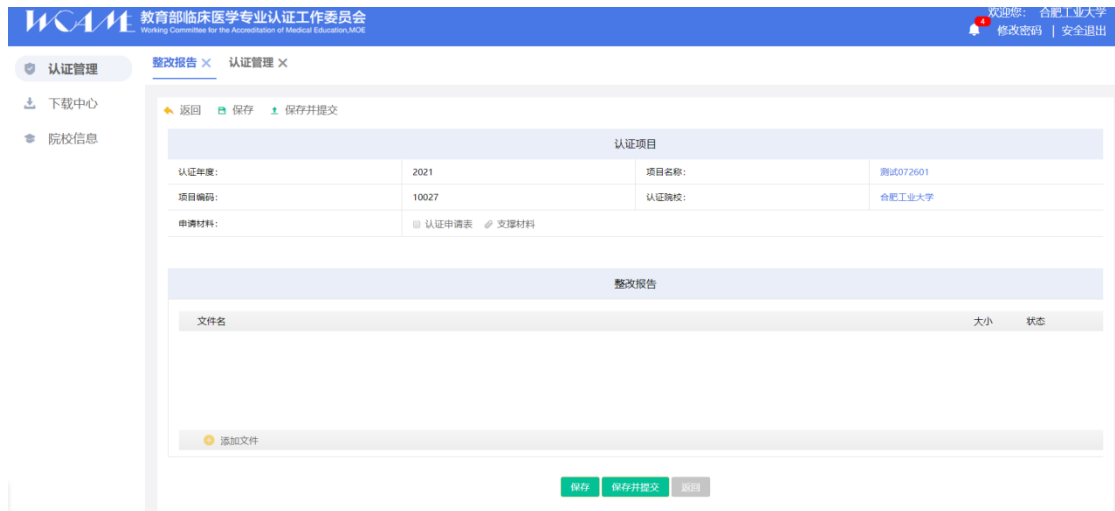 WCAME 教育部临床医学专业认证工作委员会
Working Committee for the Accreditation of Medical Education,MOE
4
欢迎您: 合肥工业大学
修改密码 | 安全退出
认证管理
下载中心
院校信息
整改报告 × 认证管理 ×
返回 保存 保存并提交
认证项目
认证年度: 2021 项目名称: 测试072601
项目编码: 10027 认证院校: 合肥工业大学
申请材料: 认证申请表 支撑材料
整改报告
文件名 大小 状态
添加文件
保存 保存并提交 返回